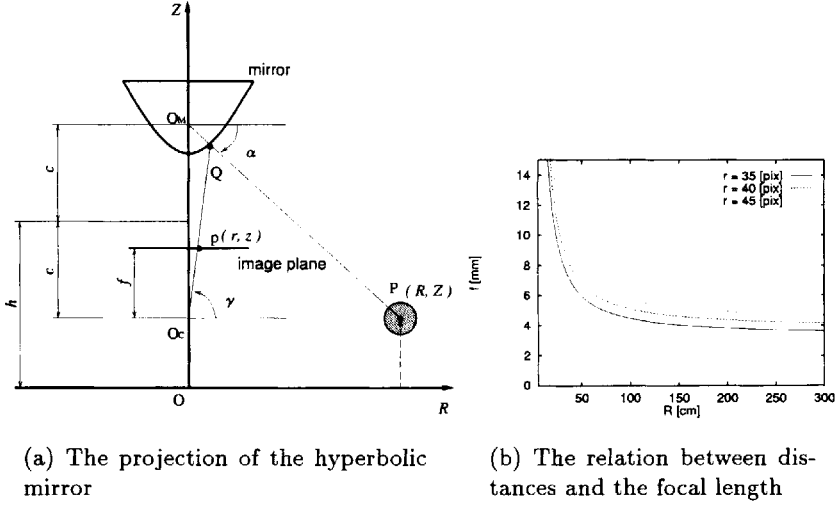 Z
mirror
OM
α
c
Q
p(r, z)
image plane
c
f
h
γ
P (R, Z)
OC
O
R
14
12
10
8
6
4
2
0
f [mm]
r = 35 [pix]
r = 40 [pix]
r = 45 [pix]
50 100 150 200 250 300
R [cm]
(a) The projection of the hyperbolic
mirror
(b) The relation between dis-
tances and the focal length